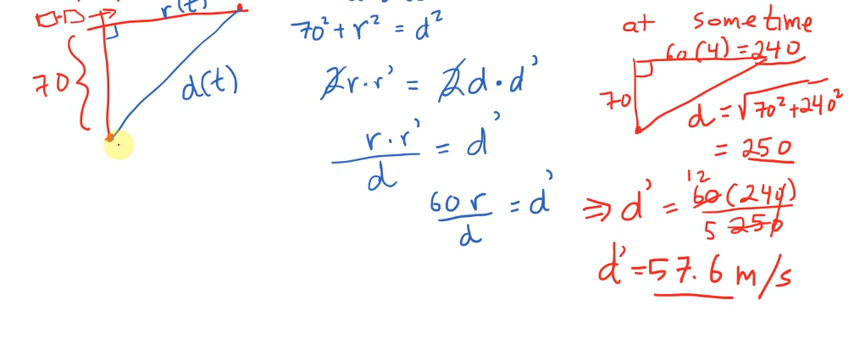 r(t)
70
d(t)
70² + r² = d²
2r·r' = 2d·d'
r·r' / d = d'
60r / d = d'
at some time
60(4) = 240
70
d = √70² + 240²
= 250
⇒ d' = 12 60(240) / 5 250
d' = 57.6 m/s